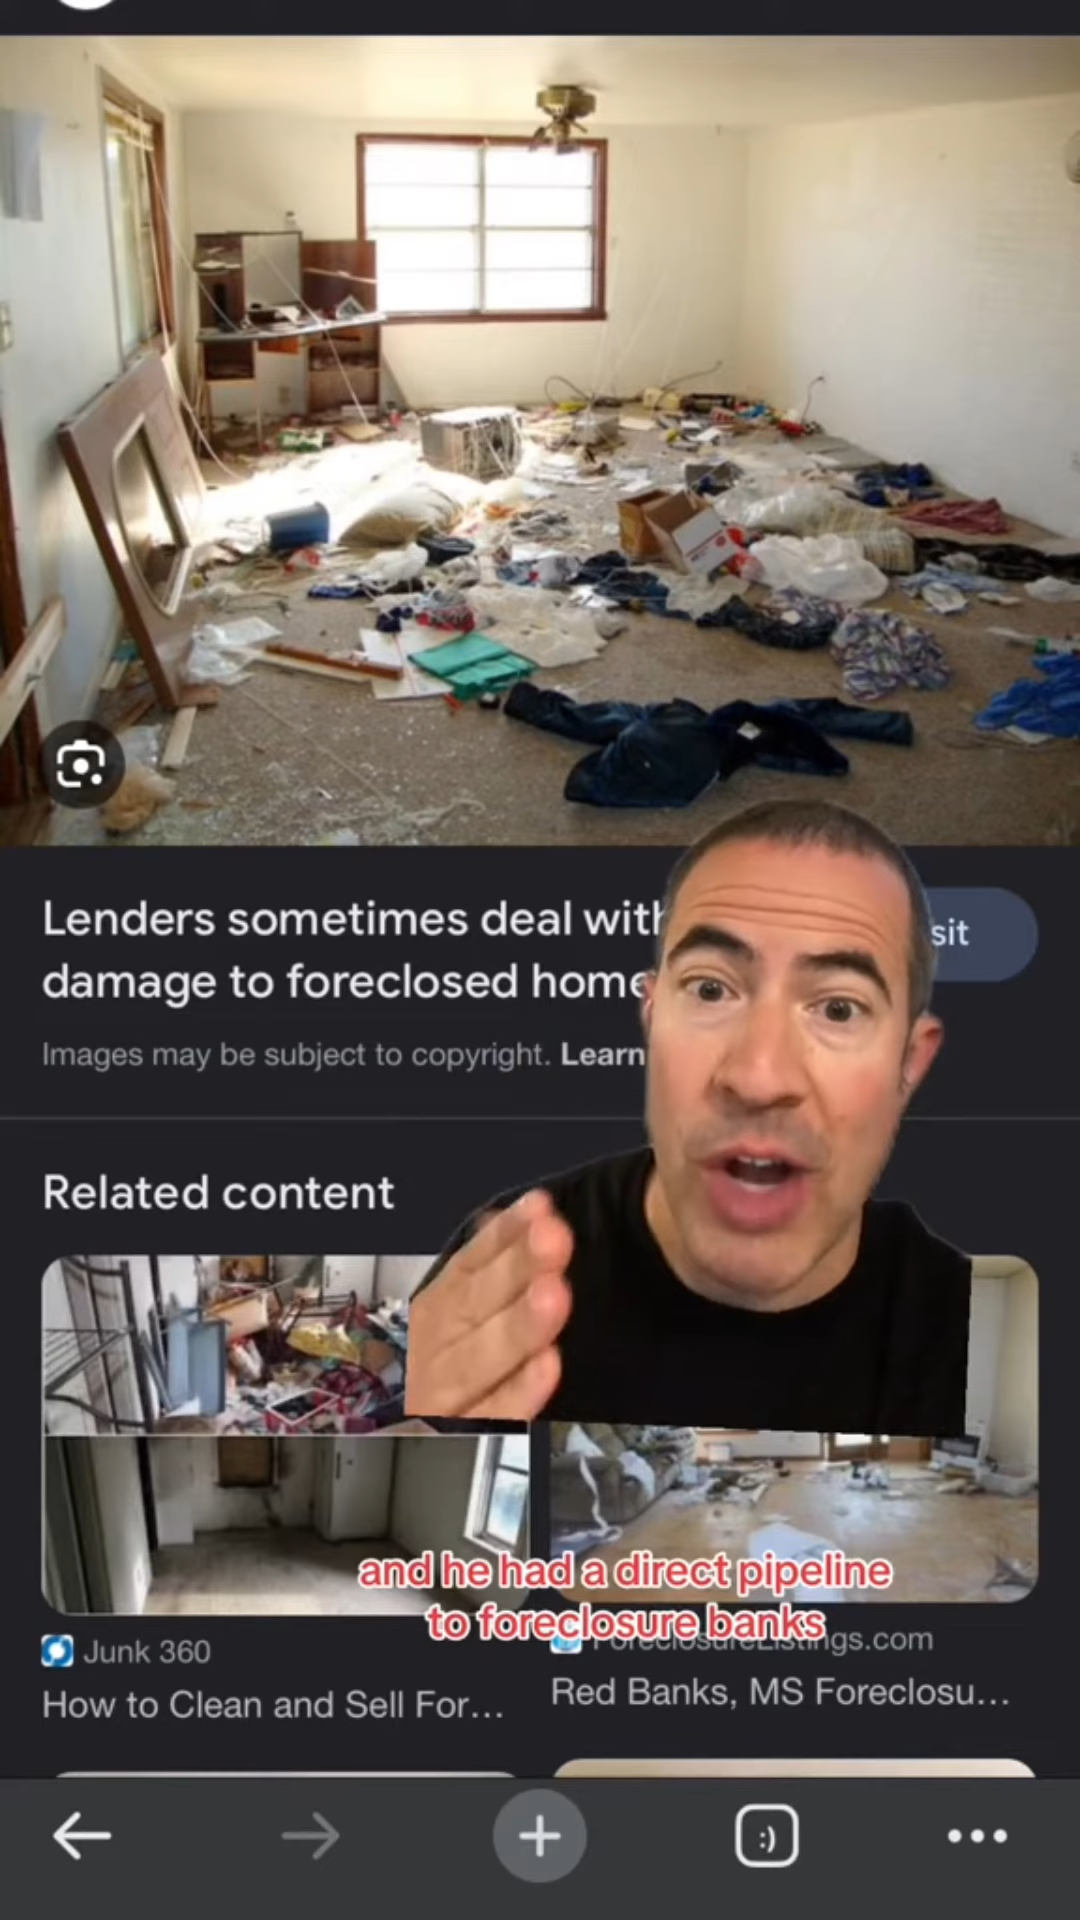 Lenders sometimes deal with
damage to foreclosed home
sit
Images may be subject to copyright. Learn
Related content
and he had a direct pipeline
to foreclosure banks
Junk 360
ForeclosureListings.com
How to Clean and Sell For...
Red Banks, MS Foreclosu...
:)